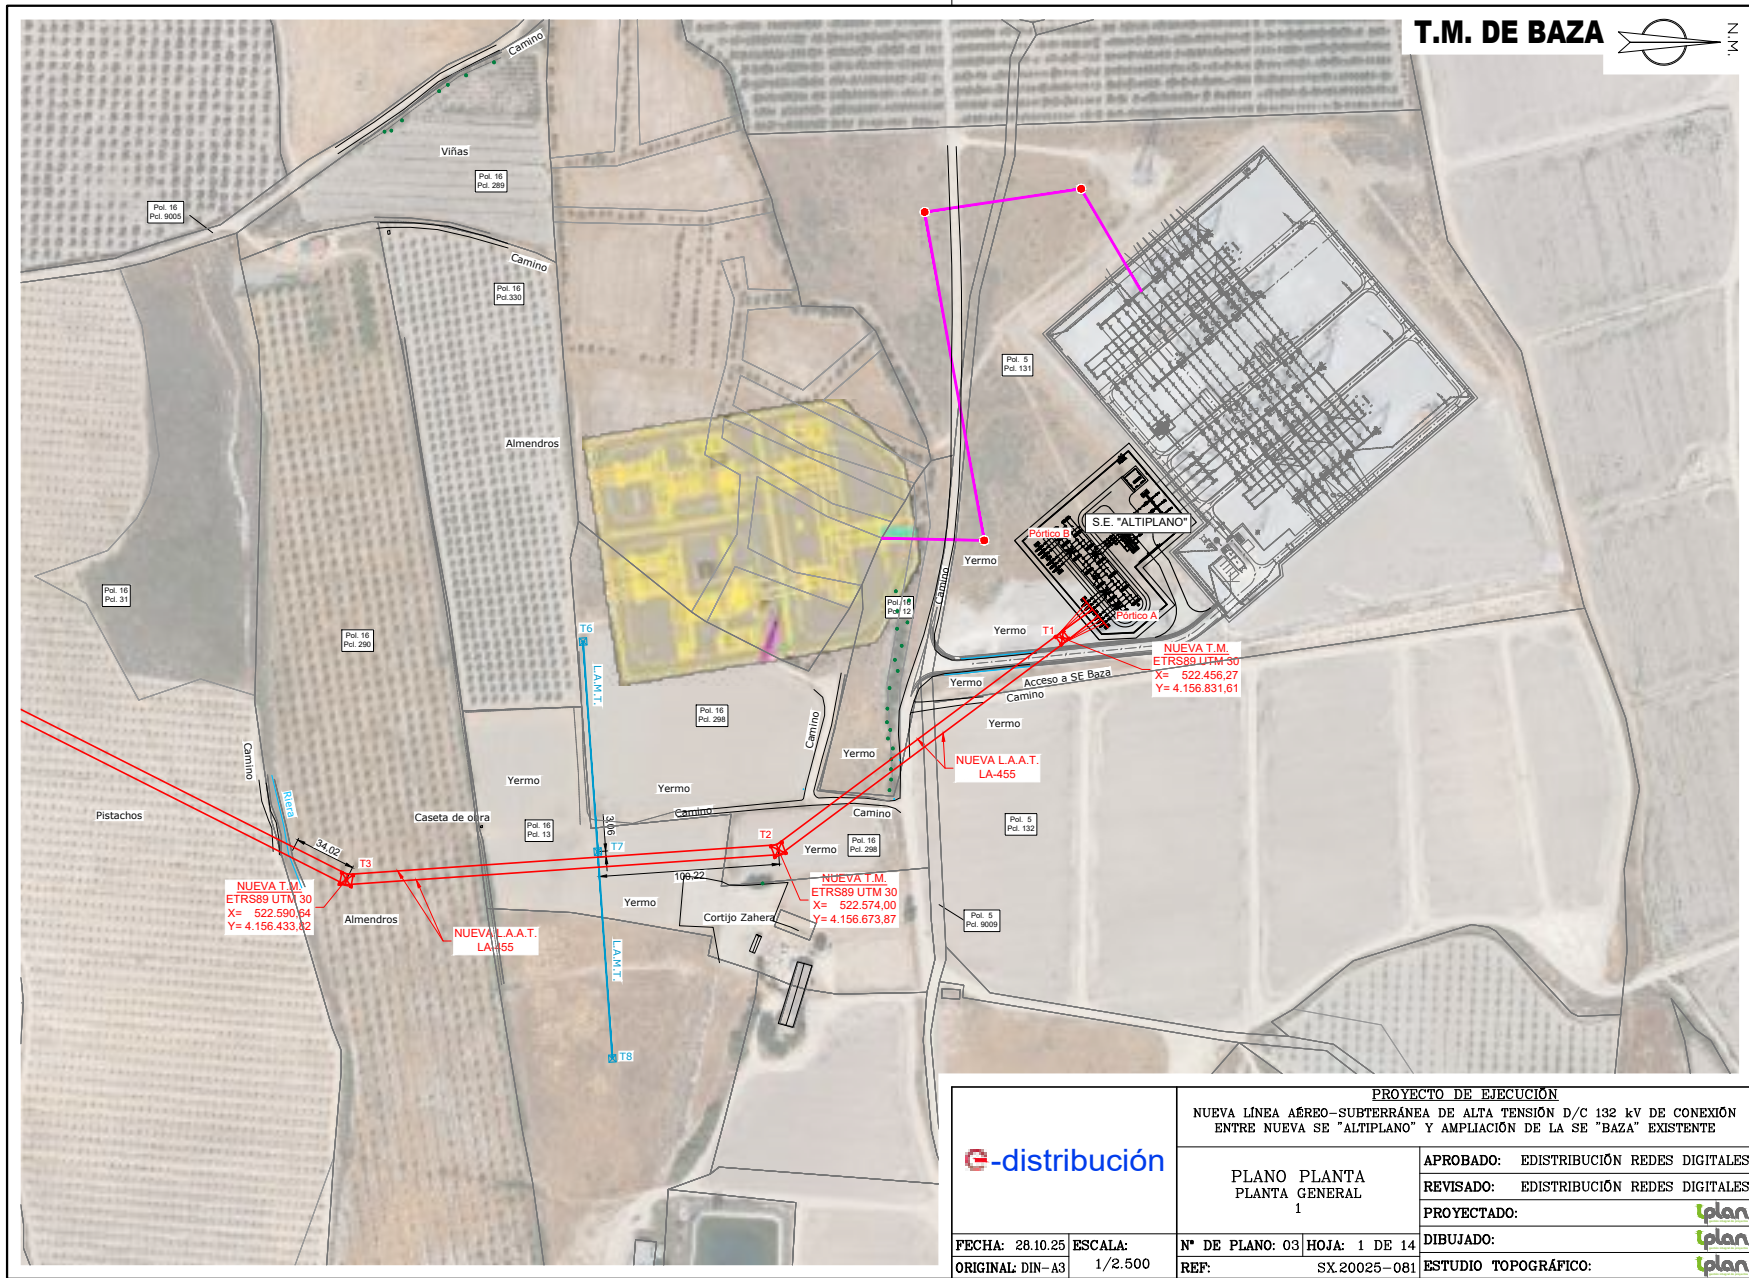 T.M. DE BAZA
N.M.
Camino
Viñas
Pol. 16
Pcl. 289
Pol. 16
Pcl. 9005
Camino
Pol. 16
Pcl.330
Pol. 5
Pcl. 131
Almendros
S.E. "ALTIPLANO"
Pórtico B
Yermo
Camino
Pol. 16
Pcl. 31
Pol. 16
Pcl. 12
Pórtico A
T6
Pol. 16
Pcl. 290
Yermo
T1
NUEVA T.M.
ETRS89 UTM 30
X= 522.456,27
Y= 4.156.831,61
L.A.M.T.
Acceso a SE Baza
Yermo
Camino
Pol. 16
Pcl. 298
Yermo
Camino
Yermo
Camino
NUEVA L.A.A.T.
LA-455
Yermo
Yermo
Riera
Pistachos
Caseta de obra
Camino
Camino
Pol. 16
Pcl. 13
3,06
Pol. 5
Pcl. 132
T2
34,02
T7
Yermo
Pol. 16
Pcl. 298
T3
100,22
NUEVA T.M.
ETRS89 UTM 30
X= 522.590,64
Y= 4.156.433,82
NUEVA T.M.
ETRS89 UTM 30
X= 522.574,00
Y= 4.156.673,87
Almendros
Yermo
Cortijo Zahera
Pol. 5
Pcl. 9009
NUEVA L.A.A.T.
LA-455
L.A.M.T.
T8
PROYECTO DE EJECUCIÓN
NUEVA LÍNEA AÉREO-SUBTERRÁNEA DE ALTA TENSIÓN D/C 132 kV DE CONEXIÓN
ENTRE NUEVA SE "ALTIPLANO" Y AMPLIACIÓN DE LA SE "BAZA" EXISTENTE
e-distribución
PLANO PLANTA
PLANTA GENERAL
1
APROBADO: EDISTRIBUCIÓN REDES DIGITALES
REVISADO: EDISTRIBUCIÓN REDES DIGITALES
PROYECTADO: iplan
DIBUJADO: iplan
ESTUDIO TOPOGRÁFICO: iplan
FECHA: 28.10.25
ESCALA:
1/2.500
ORIGINAL: DIN-A3
Nº DE PLANO: 03
HOJA: 1 DE 14
REF: SX.20025-081